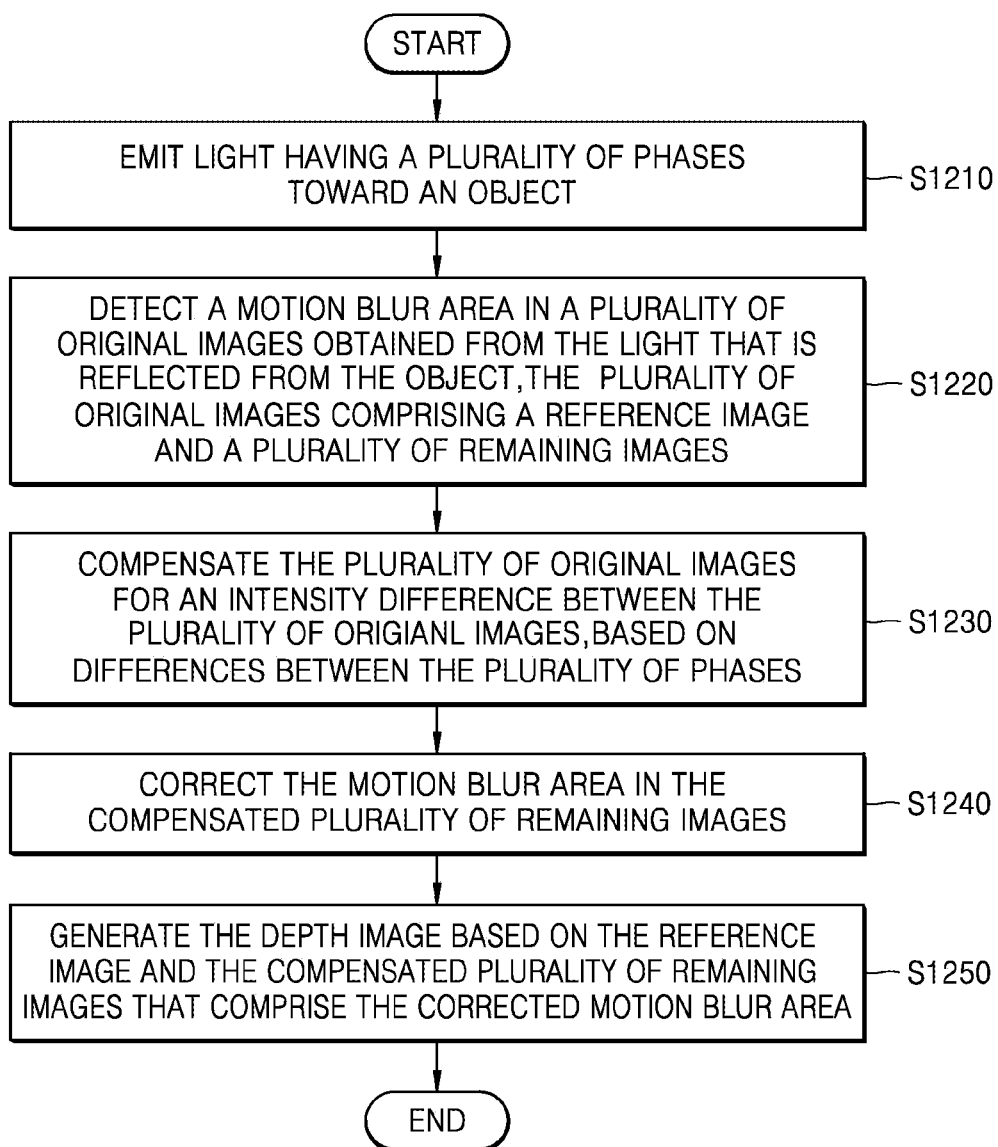 START
EMIT LIGHT HAVING A PLURALITY OF PHASES
TOWARD AN OBJECT
S1210
DETECT A MOTION BLUR AREA IN A PLURALITY OF
ORIGINAL IMAGES OBTAINED FROM THE LIGHT THAT IS
REFLECTED FROM THE OBJECT,THE PLURALITY OF
ORIGINAL IMAGES COMPRISING A REFERENCE IMAGE
AND A PLURALITY OF REMAINING IMAGES
S1220
COMPENSATE THE PLURALITY OF ORIGINAL IMAGES
FOR AN INTENSITY DIFFERENCE BETWEEN THE
PLURALITY OF ORIGIANL IMAGES,BASED ON
DIFFERENCES BETWEEN THE PLURALITY OF PHASES
S1230
CORRECT THE MOTION BLUR AREA IN THE
COMPENSATED PLURALITY OF REMAINING IMAGES
S1240
GENERATE THE DEPTH IMAGE BASED ON THE REFERENCE
IMAGE AND THE COMPENSATED PLURALITY OF REMAINING
IMAGES THAT COMPRISE THE CORRECTED MOTION BLUR AREA
S1250
END